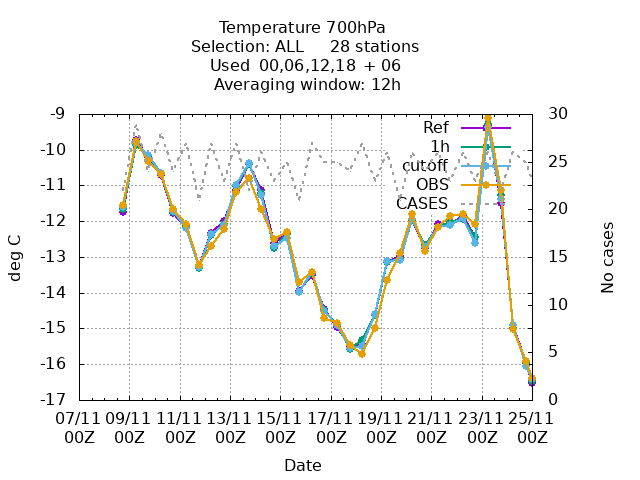 Temperature 700hPa
Selection: ALL 28 stations
Used 00,06,12,18 + 06
Averaging window: 12h
-9
-10
-11
-12
-13
-14
-15
-16
-17
deg C
30
25
20
15
10
5
0
No cases
Ref
1h
cutoff
OBS
CASES
07/11 09/11 11/11 13/11 15/11 17/11 19/11 21/11 23/11 25/11
00Z 00Z 00Z 00Z 00Z 00Z 00Z 00Z 00Z 00Z
Date